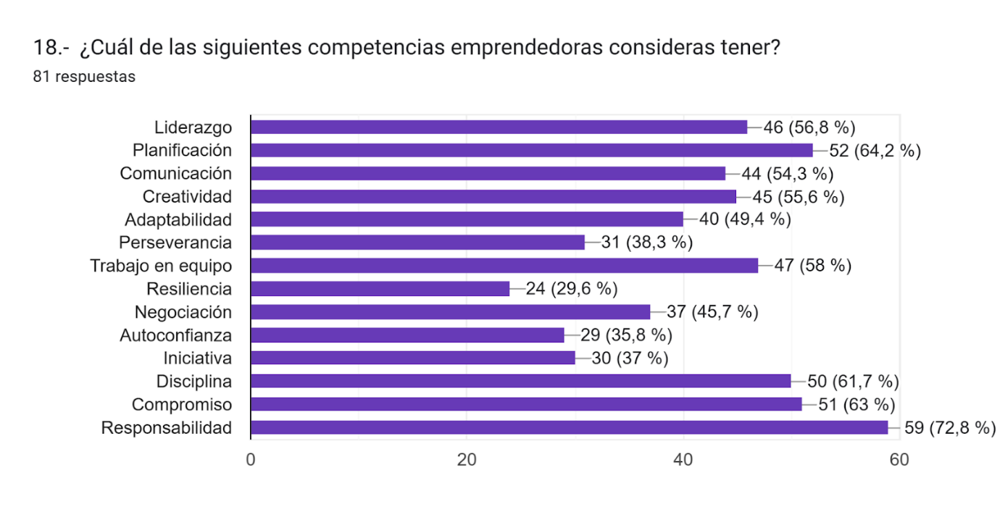 18.- ¿Cuál de las siguientes competencias emprendedoras consideras tener?
81 respuestas
Liderazgo 46 (56,8 %)
Planificación 52 (64,2 %)
Comunicación 44 (54,3 %)
Creatividad 45 (55,6 %)
Adaptabilidad 40 (49,4 %)
Perseverancia 31 (38,3 %)
Trabajo en equipo 47 (58 %)
Resiliencia 24 (29,6 %)
Negociación 37 (45,7 %)
Autoconfianza 29 (35,8 %)
Iniciativa 30 (37 %)
Disciplina 50 (61,7 %)
Compromiso 51 (63 %)
Responsabilidad 59 (72,8 %)
0 20 40 60